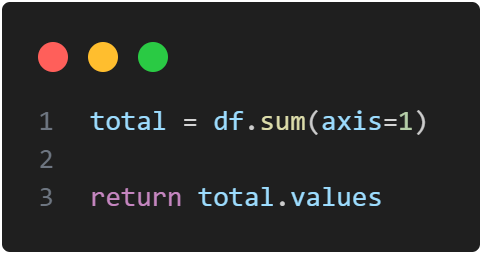 1 total = df.sum(axis=1)
2
3 return total.values